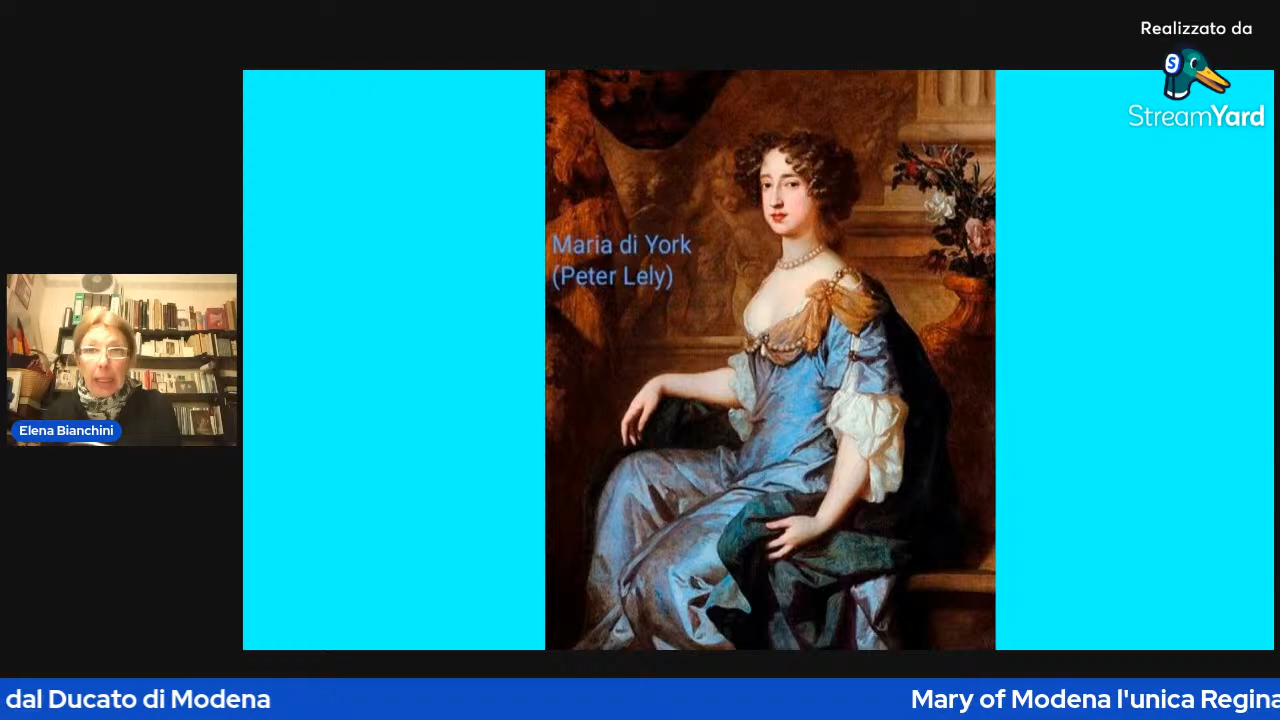 Realizzato da
StreamYard
Maria di York
(Peter Lely)
Elena Bianchini
dal Ducato di Modena
Mary of Modena l'unica Regina